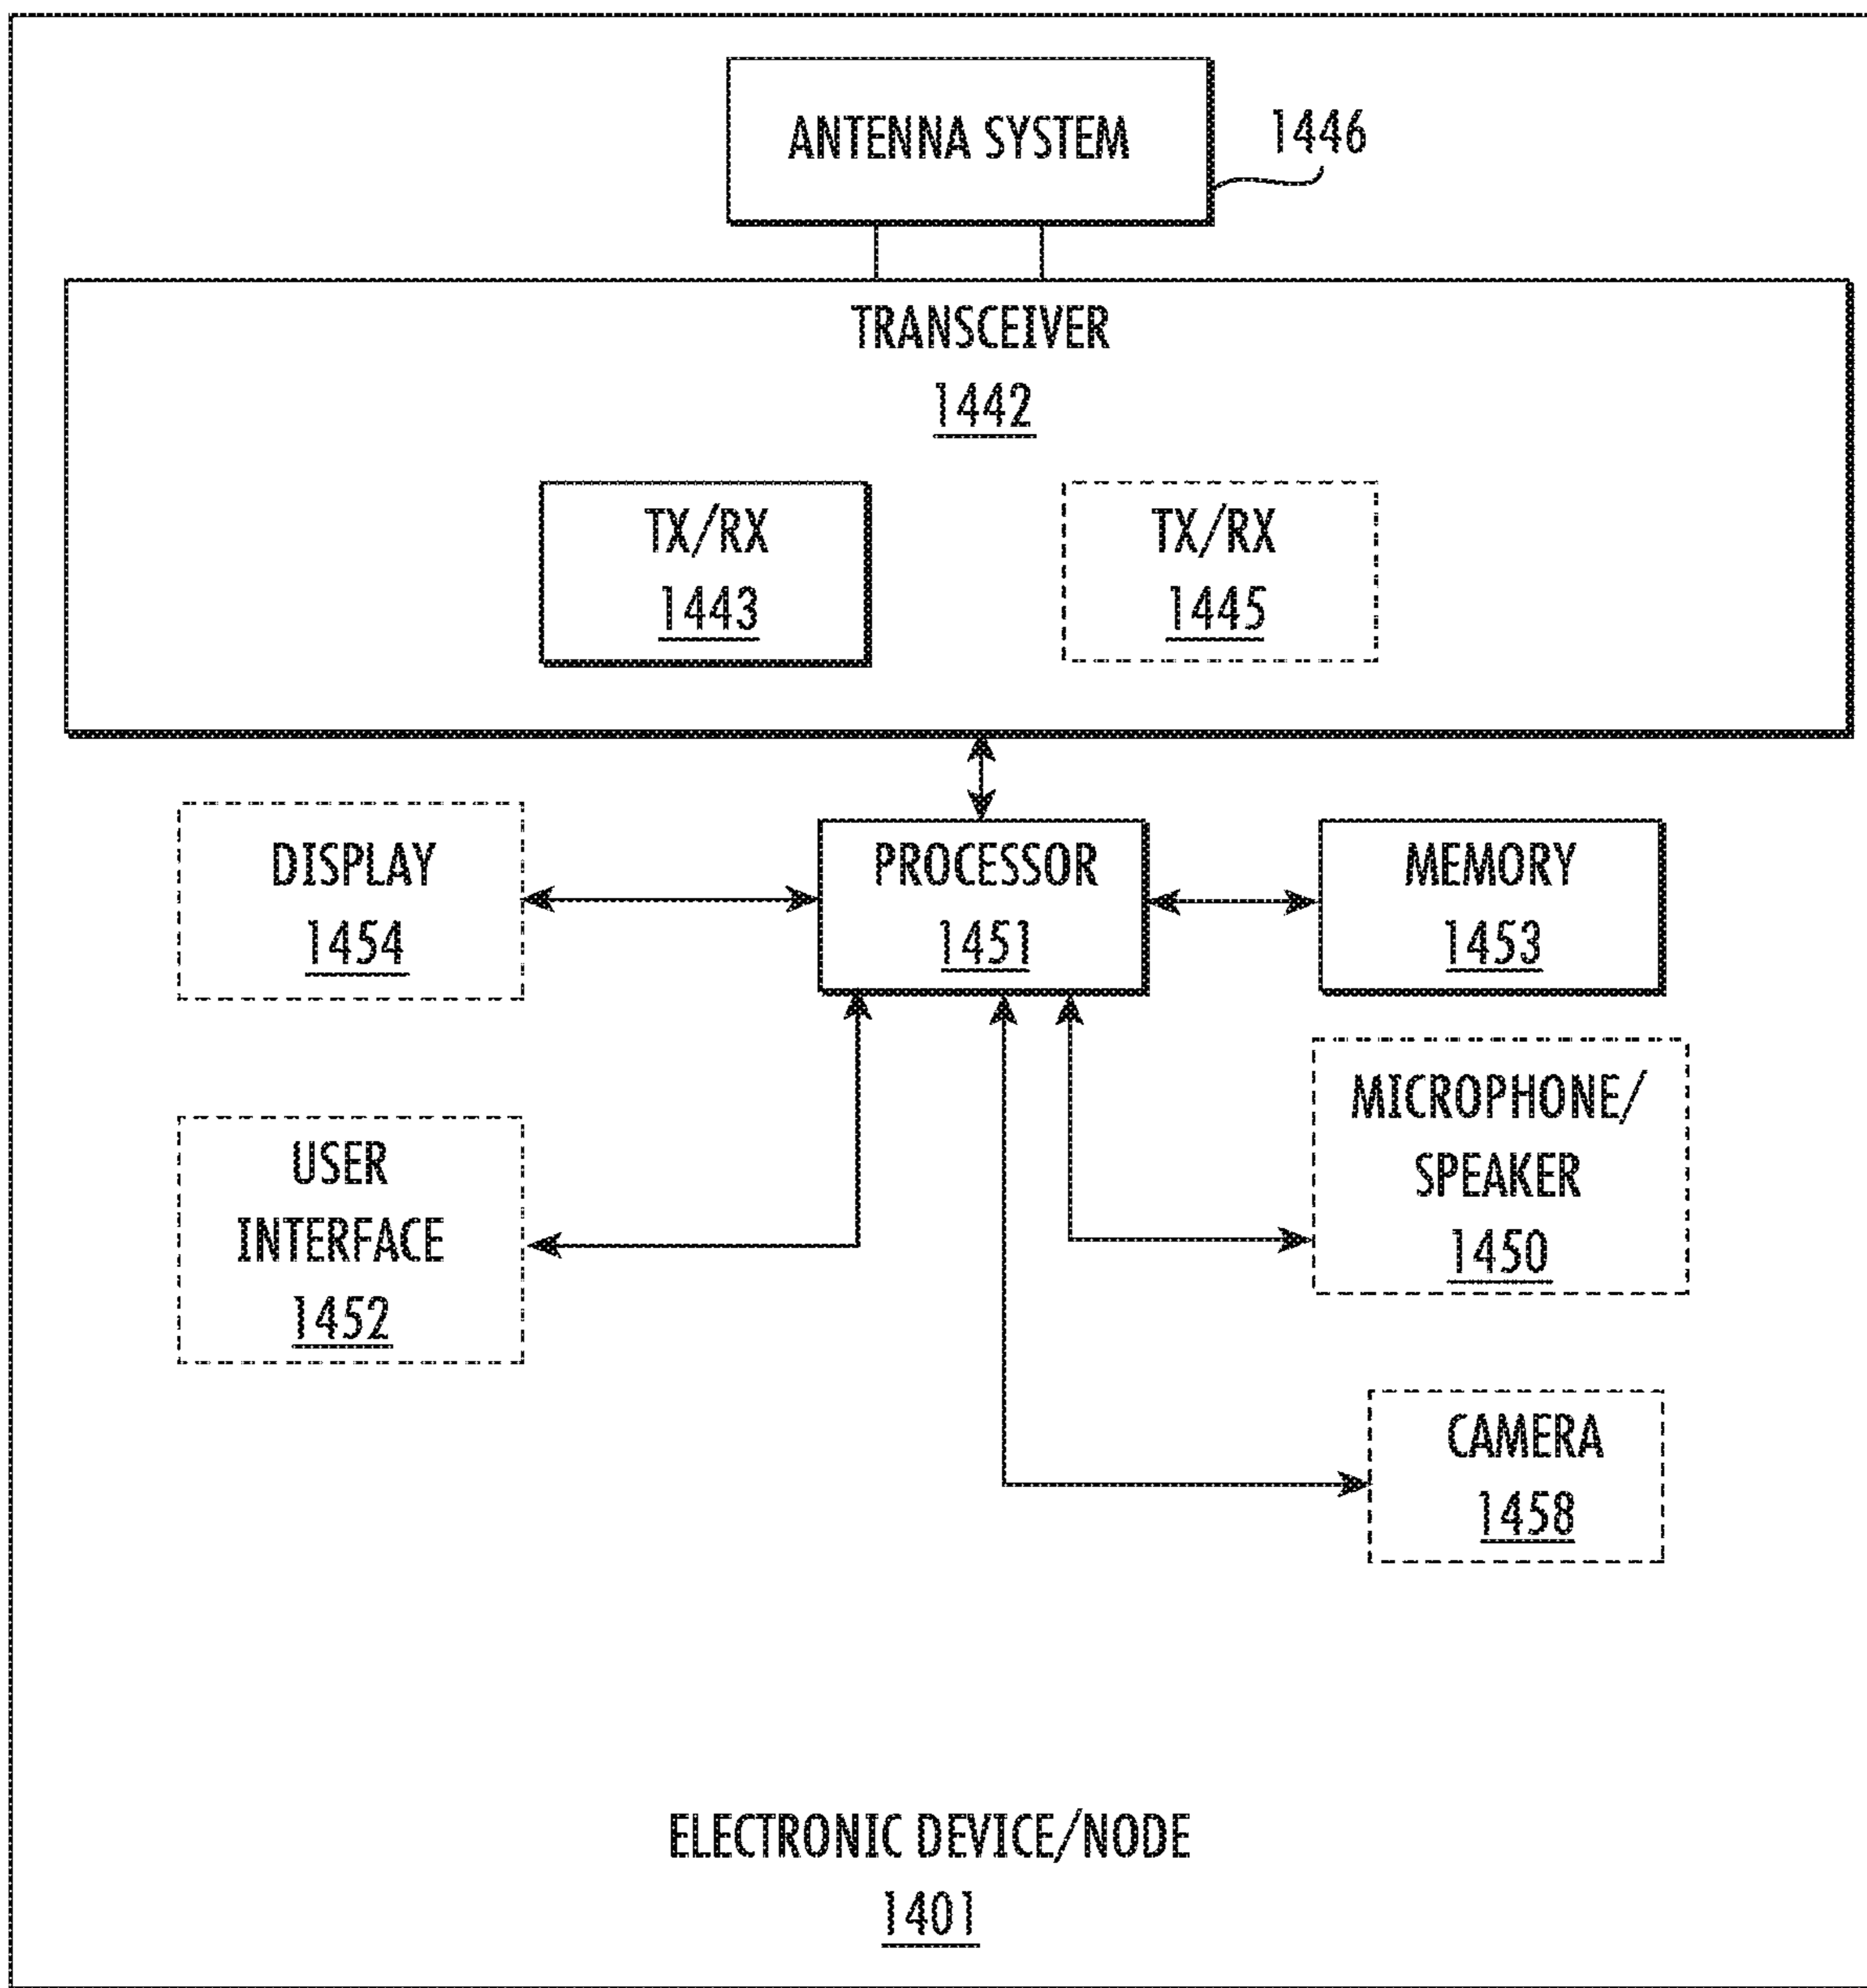 ANTENNA SYSTEM
1446
TRANSCEIVER
1442
TX/RX
1443
TX/RX
1445
DISPLAY
1454
PROCESSOR
1451
MEMORY
1453
USER
INTERFACE
1452
MICROPHONE/
SPEAKER
1450
CAMERA
1458
ELECTRONIC DEVICE/NODE
1401